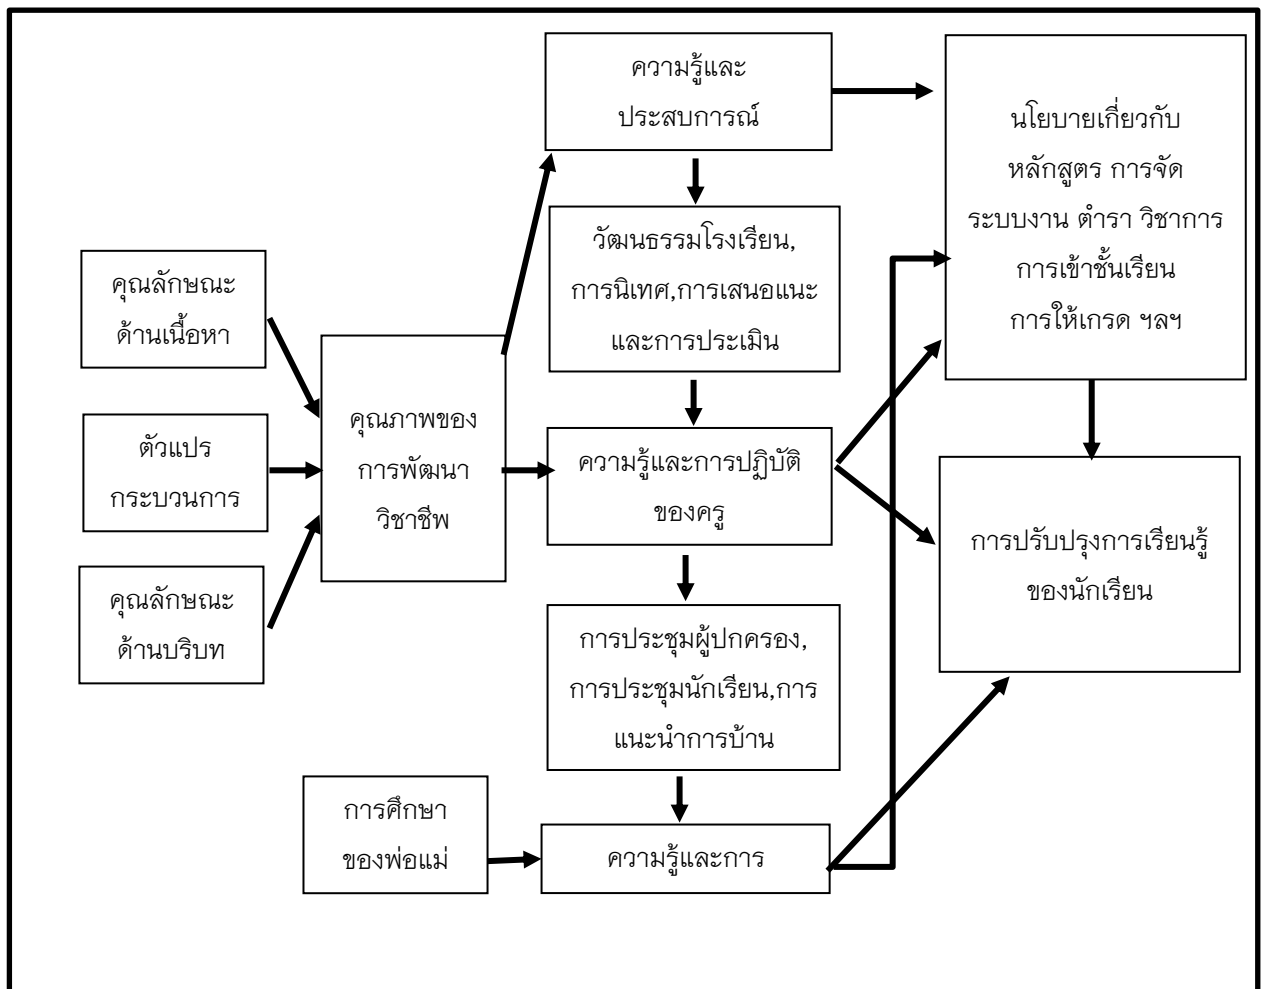 ความรู้และ
ประสบการณ์
นโยบายเกี่ยวกับ
หลักสูตร การจัด
ระบบงาน ตำรา วิชาการ
การเข้าชั้นเรียน
การให้เกรด ฯลฯ
วัฒนธรรมโรงเรียน,
การนิเทศ,การเสนอแนะ
และการประเมิน
คุณลักษณะ
ด้านเนื้อหา
คุณภาพของ
การพัฒนา
วิชาชีพ
ตัวแปร
กระบวนการ
ความรู้และการปฏิบัติ
ของครู
การปรับปรุงการเรียนรู้
ของนักเรียน
คุณลักษณะ
ด้านบริบท
การประชุมผู้ปกครอง,
การประชุมนักเรียน,การ
แนะนำการบ้าน
การศึกษา
ของพ่อแม่
ความรู้และการ